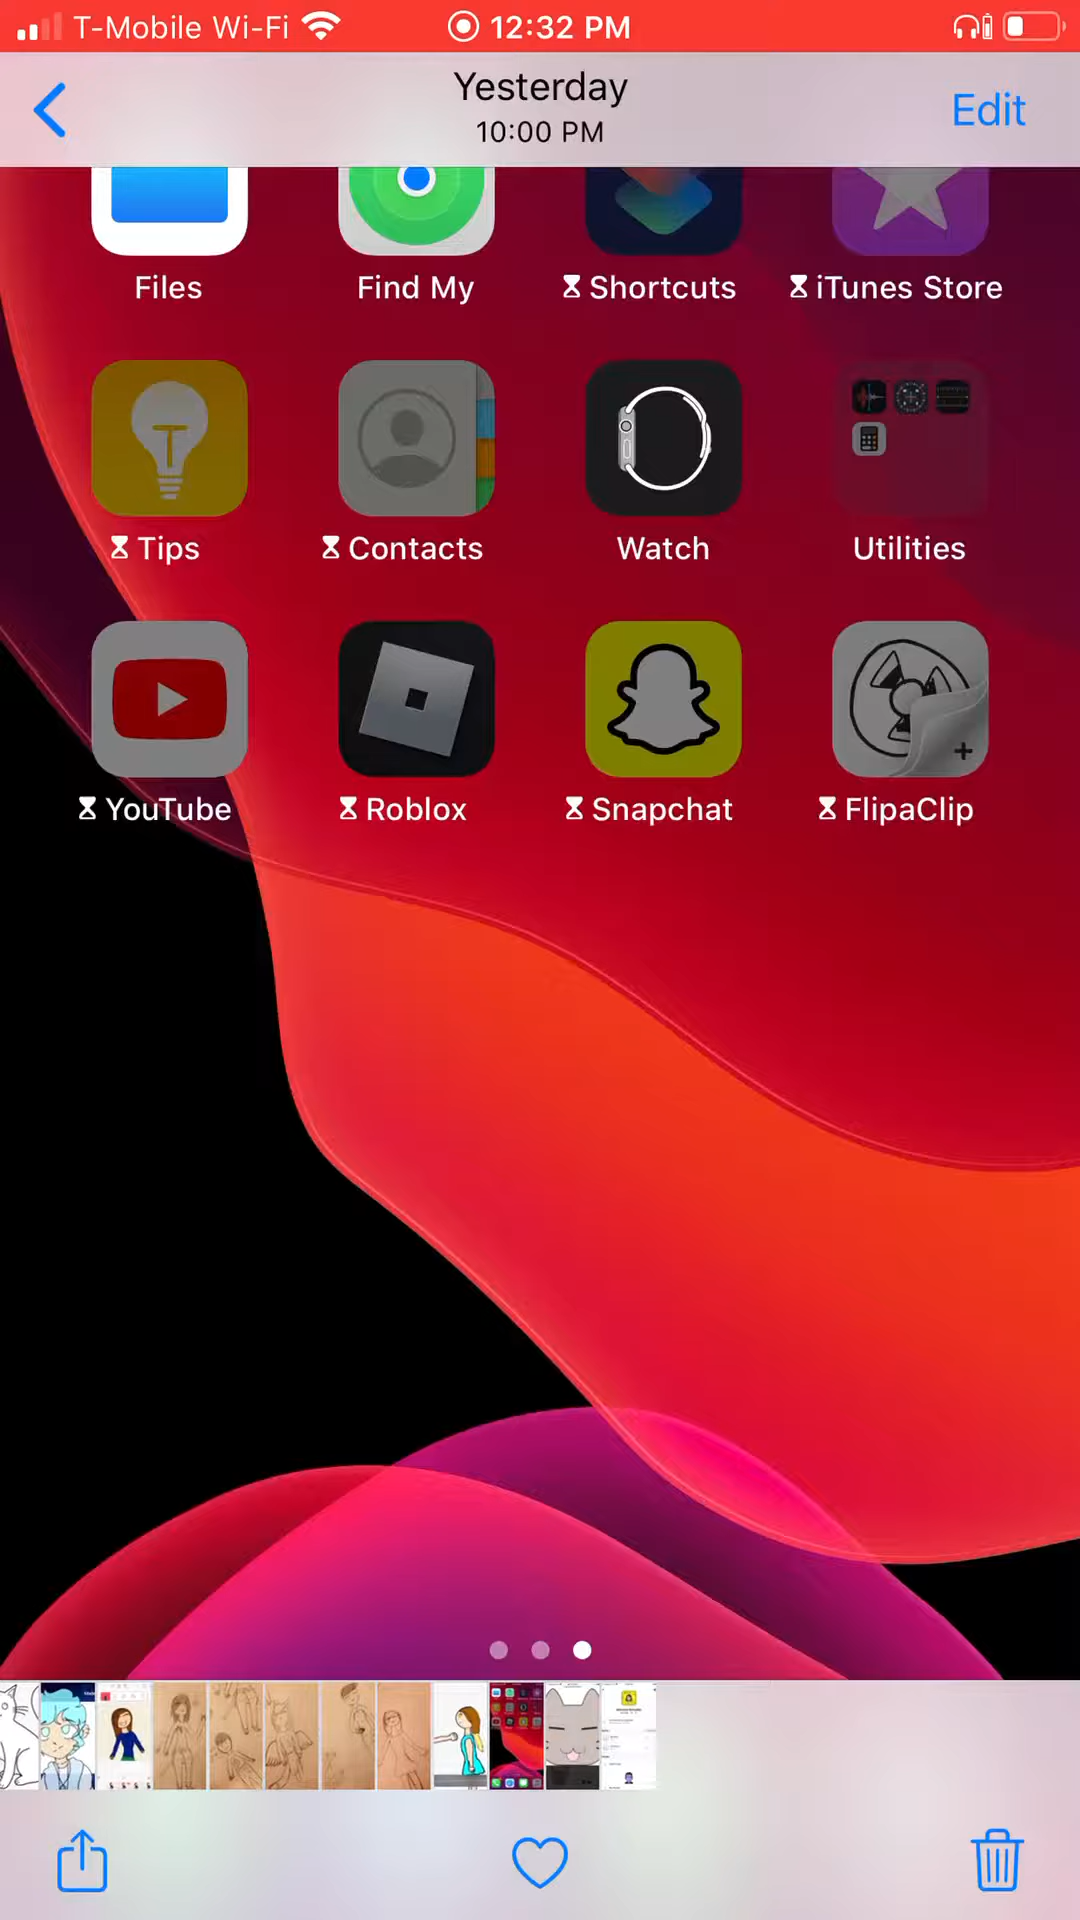 T-Mobile Wi-Fi 12:32 PM
Yesterday
10:00 PM
Edit
Files Find My Shortcuts iTunes Store
Tips Contacts Watch Utilities
YouTube Roblox Snapchat FlipaClip